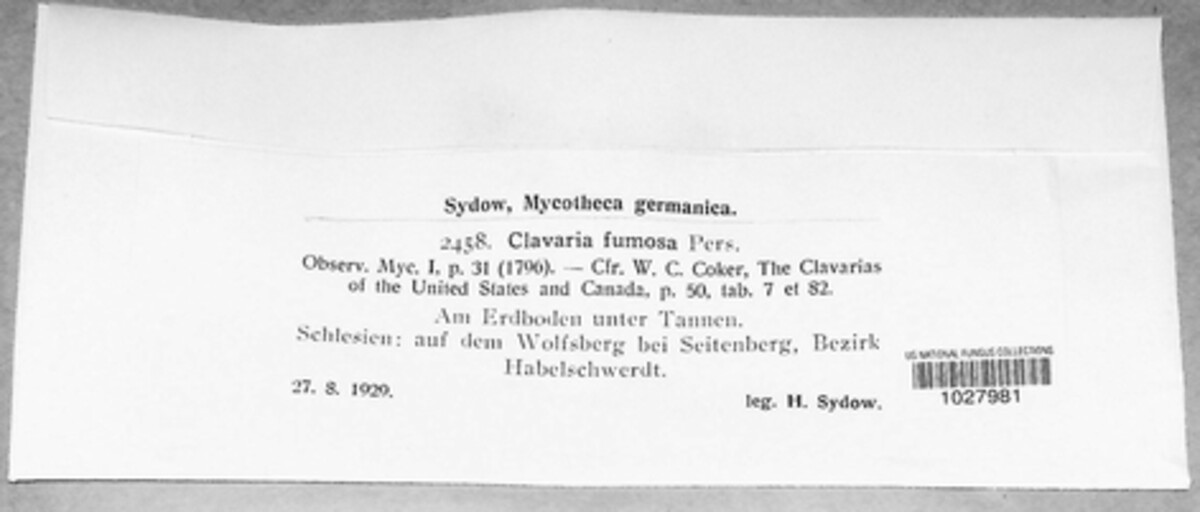 Sydow, Mycotheca germanica.
2458. Clavaria fumosa Pers.
Observ. Myc. I, p. 31 (1796). — Cfr. W. C. Coker, The Clavarias
of the United States and Canada, p. 50, tab. 7 et 82.
Am Erdboden unter Tannen.
Schlesien: auf dem Wolfsberg bei Seitenberg, Bezirk
Habelschwerdt.
27. 8. 1929.
leg. H. Sydow.
US NATIONAL FUNGUS COLLECTIONS
1027981